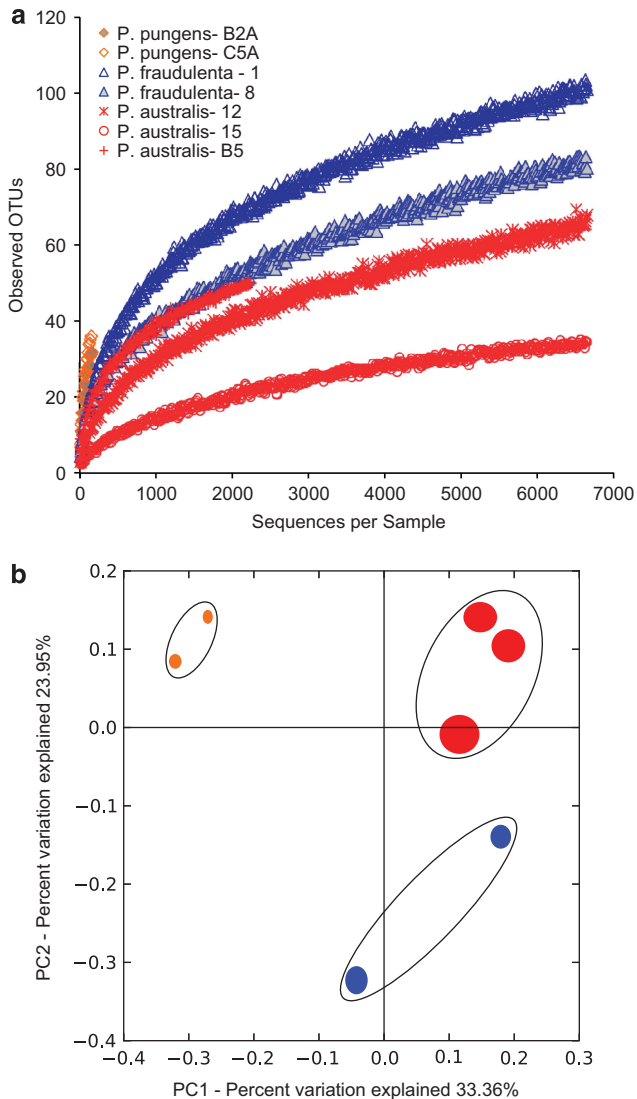 a
P. pungens- B2A
P. pungens- C5A
P. fraudulenta - 1
P. fraudulenta- 8
P. australis- 12
P. australis- 15
P. australis- B5
120
100
80
60
40
20
0
Observed OTUs
0 1000 2000 3000 4000 5000 6000 7000
Sequences per Sample
b
0.2
0.1
0.0
−0.1
−0.2
−0.3
−0.4
PC2 - Percent variation explained 23.95%
−0.4 −0.3 −0.2 −0.1 0.0 0.1 0.2 0.3
PC1 - Percent variation explained 33.36%